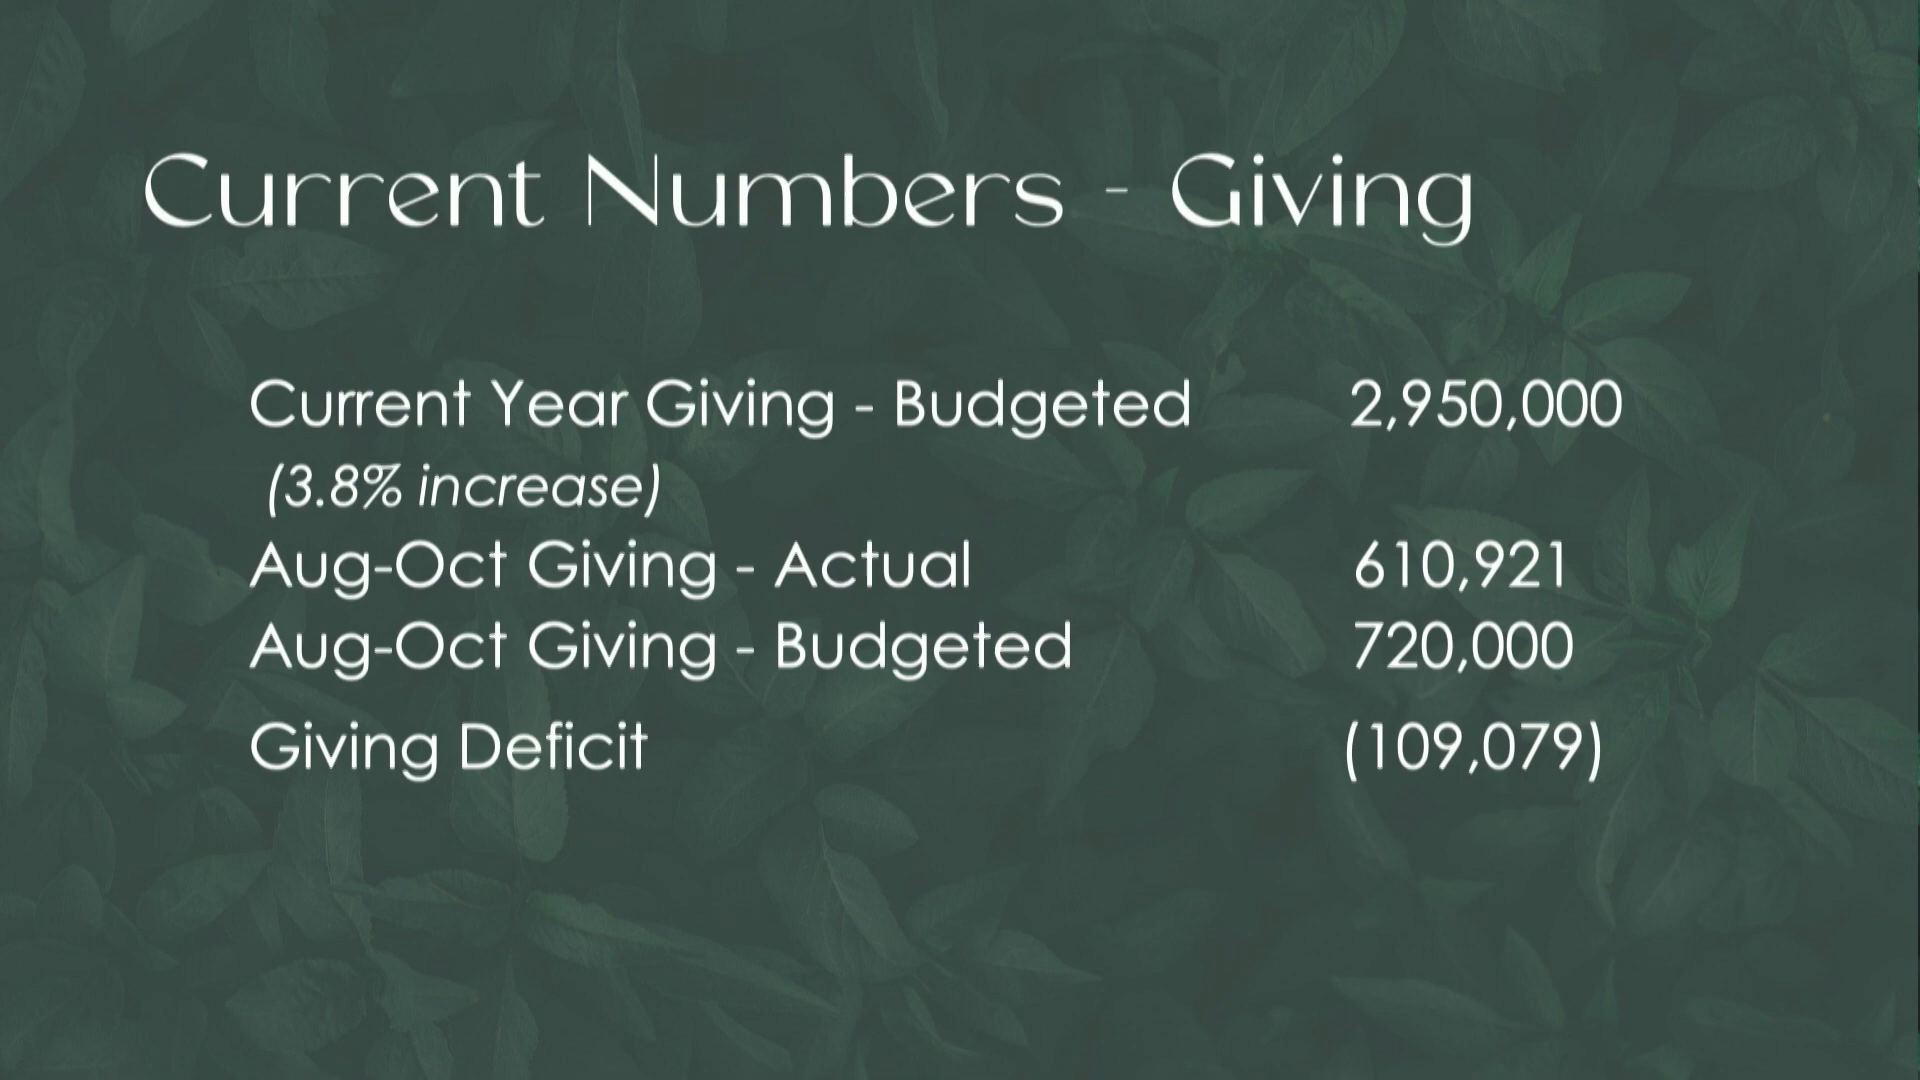 Current Numbers - Giving
Current Year Giving - Budgeted 2,950,000
(3.8% increase)
Aug-Oct Giving - Actual 610,921
Aug-Oct Giving - Budgeted 720,000
Giving Deficit (109,079)